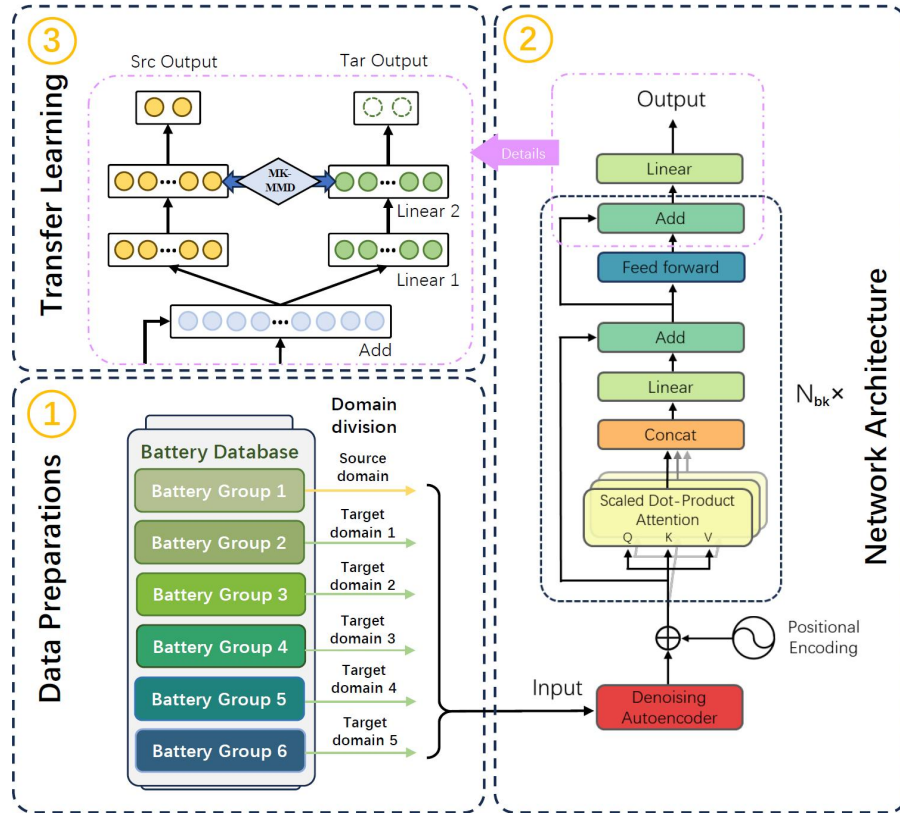 3
Transfer Learning
Src Output
Tar Output
MK-
MMD
Linear 2
Linear 1
Add
1
Data Preparations
Battery Database
Domain
division
Battery Group 1
Source
domain
Battery Group 2
Target
domain 1
Battery Group 3
Target
domain 2
Battery Group 4
Target
domain 3
Battery Group 5
Target
domain 4
Battery Group 6
Target
domain 5
2
Network Architecture
Output
Details
Linear
Add
Feed forward
Add
Linear
Concat
Scaled Dot-Product
Attention
Q K V
Nbk×
Positional
Encoding
Input
Denoising
Autoencoder